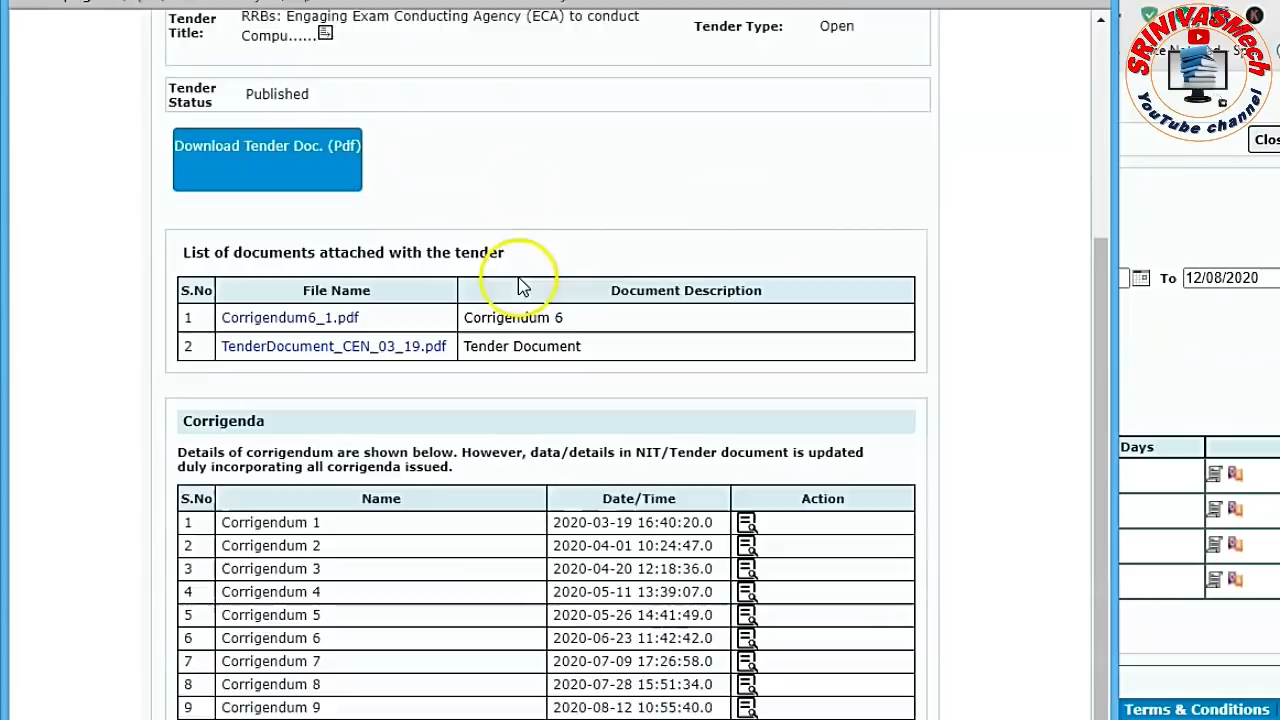 Tender
Title:
RRBs: Engaging Exam Conducting Agency (ECA) to conduct
Compu......
Tender Type:
Open
Tender
Status
Published
Download Tender Doc. (Pdf)
List of documents attached with the tender
S.No File Name Document Description
1 Corrigendum6_1.pdf Corrigendum 6
2 TenderDocument_CEN_03_19.pdf Tender Document
Corrigenda
Details of corrigendum are shown below. However, data/details in NIT/Tender document is updated
duly incorporating all corrigenda issued.
S.No Name Date/Time Action
1 Corrigendum 1 2020-03-19 16:40:20.0
2 Corrigendum 2 2020-04-01 10:24:47.0
3 Corrigendum 3 2020-04-20 12:18:36.0
4 Corrigendum 4 2020-05-11 13:39:07.0
5 Corrigendum 5 2020-05-26 14:41:49.0
6 Corrigendum 6 2020-06-23 11:42:42.0
7 Corrigendum 7 2020-07-09 17:26:58.0
8 Corrigendum 8 2020-07-28 15:51:34.0
9 Corrigendum 9 2020-08-12 10:55:40.0
K
SRINIVASMech
YouTube channel
Clos
To 12/08/2020
Days
Terms & Conditions